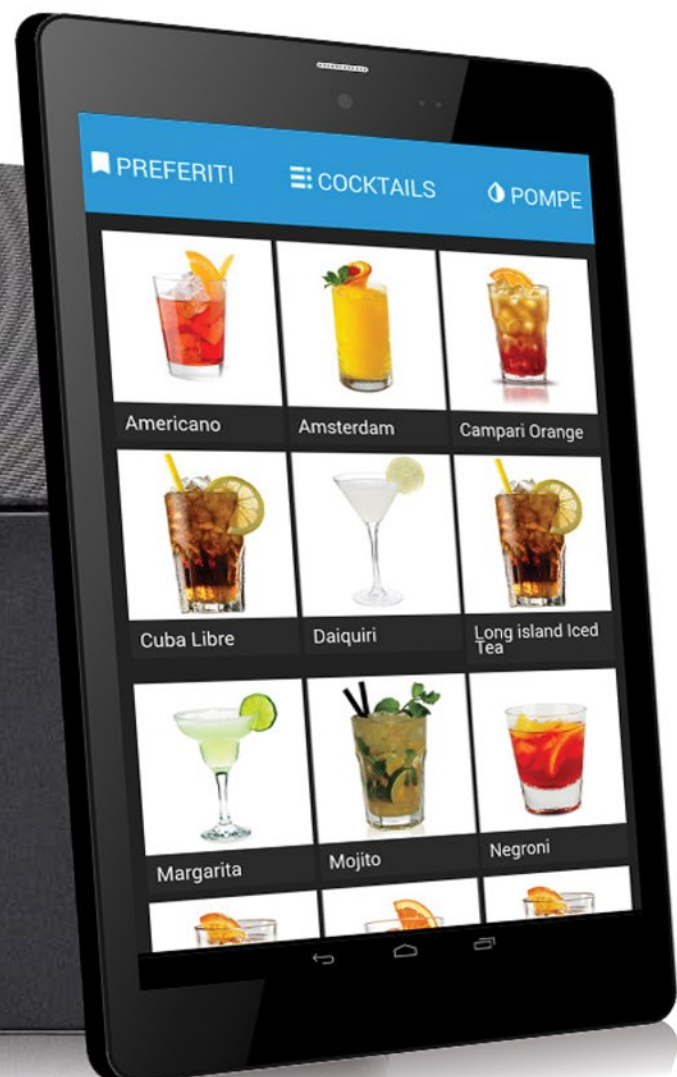 PREFERITI
COCKTAILS
POMPE
Americano
Amsterdam
Campari Orange
Cuba Libre
Daiquiri
Long island Iced
Tea
Margarita
Mojito
Negroni